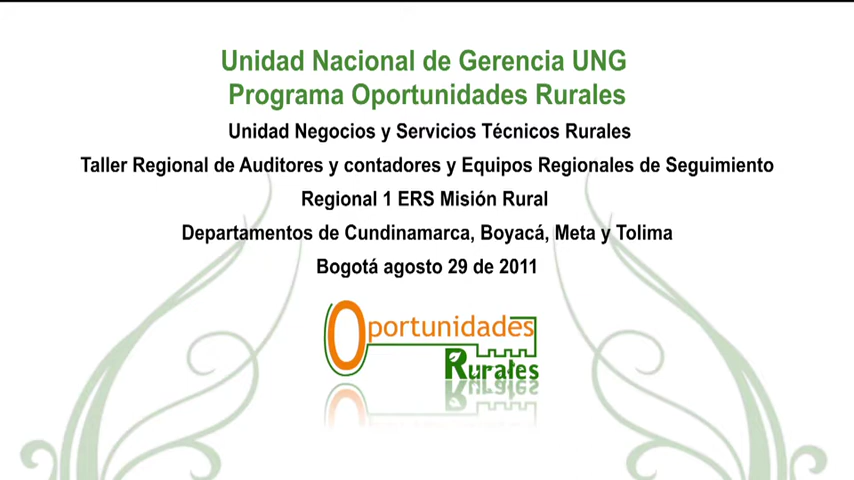 Unidad Nacional de Gerencia UNG
Programa Oportunidades Rurales
Unidad Negocios y Servicios Técnicos Rurales
Taller Regional de Auditores y contadores y Equipos Regionales de Seguimiento
Regional 1 ERS Misión Rural
Departamentos de Cundinamarca, Boyacá, Meta y Tolima
Bogotá agosto 29 de 2011
Oportunidades
Rurales